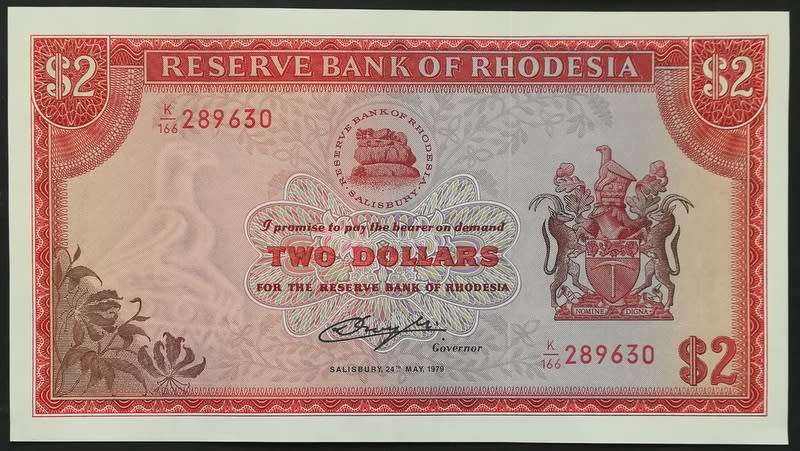 $2
RESERVE BANK OF RHODESIA
$2
K/166 289630
RESERVE BANK OF RHODESIA
SALISBURY
I promise to pay the bearer on demand
TWO DOLLARS
FOR THE RESERVE BANK OF RHODESIA
Governor
SALISBURY, 24TH MAY, 1979
NOMINE DIGNA
K/166 289630
$2